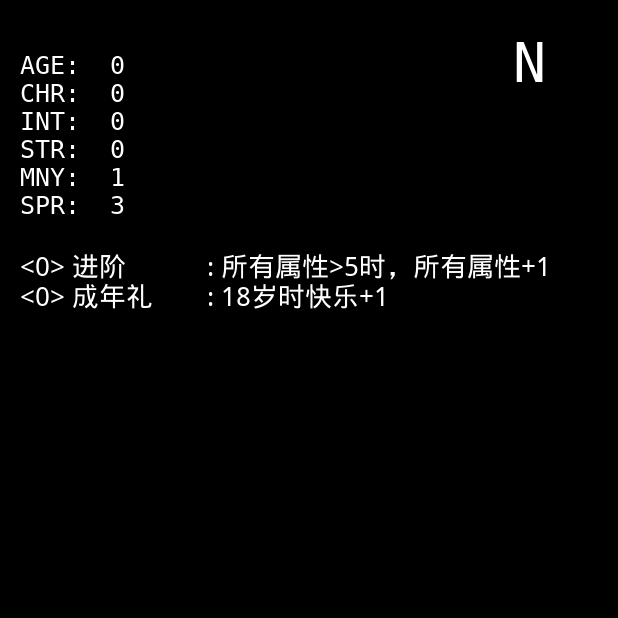 N
AGE: 0
CHR: 0
INT: 0
STR: 0
MNY: 1
SPR: 3
<0> 进阶 : 所有属性>5时，所有属性+1
<0> 成年礼 : 18岁时快乐+1